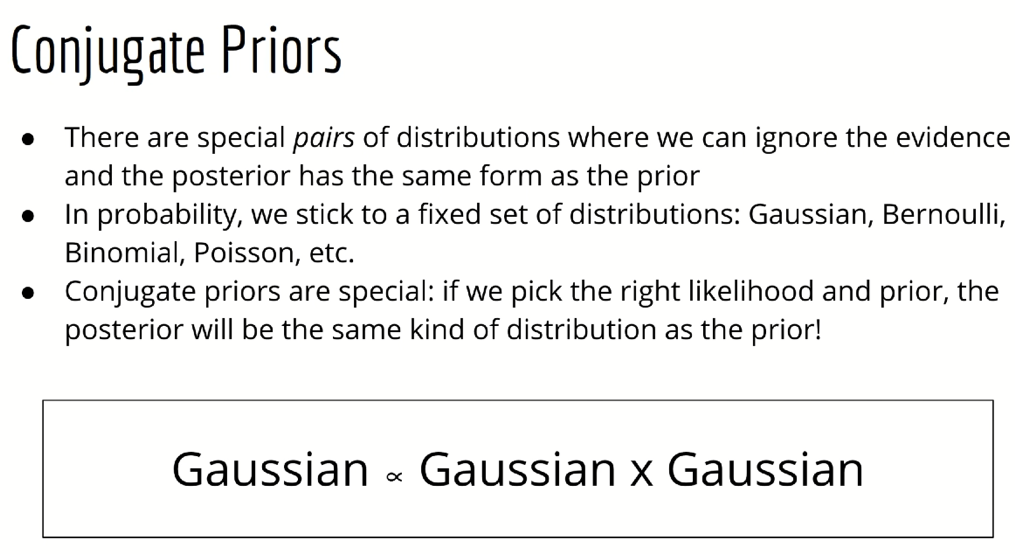 Conjugate Priors
● There are special pairs of distributions where we can ignore the evidence
and the posterior has the same form as the prior
● In probability, we stick to a fixed set of distributions: Gaussian, Bernoulli,
Binomial, Poisson, etc.
● Conjugate priors are special: if we pick the right likelihood and prior, the
posterior will be the same kind of distribution as the prior!
Gaussian ∝ Gaussian x Gaussian